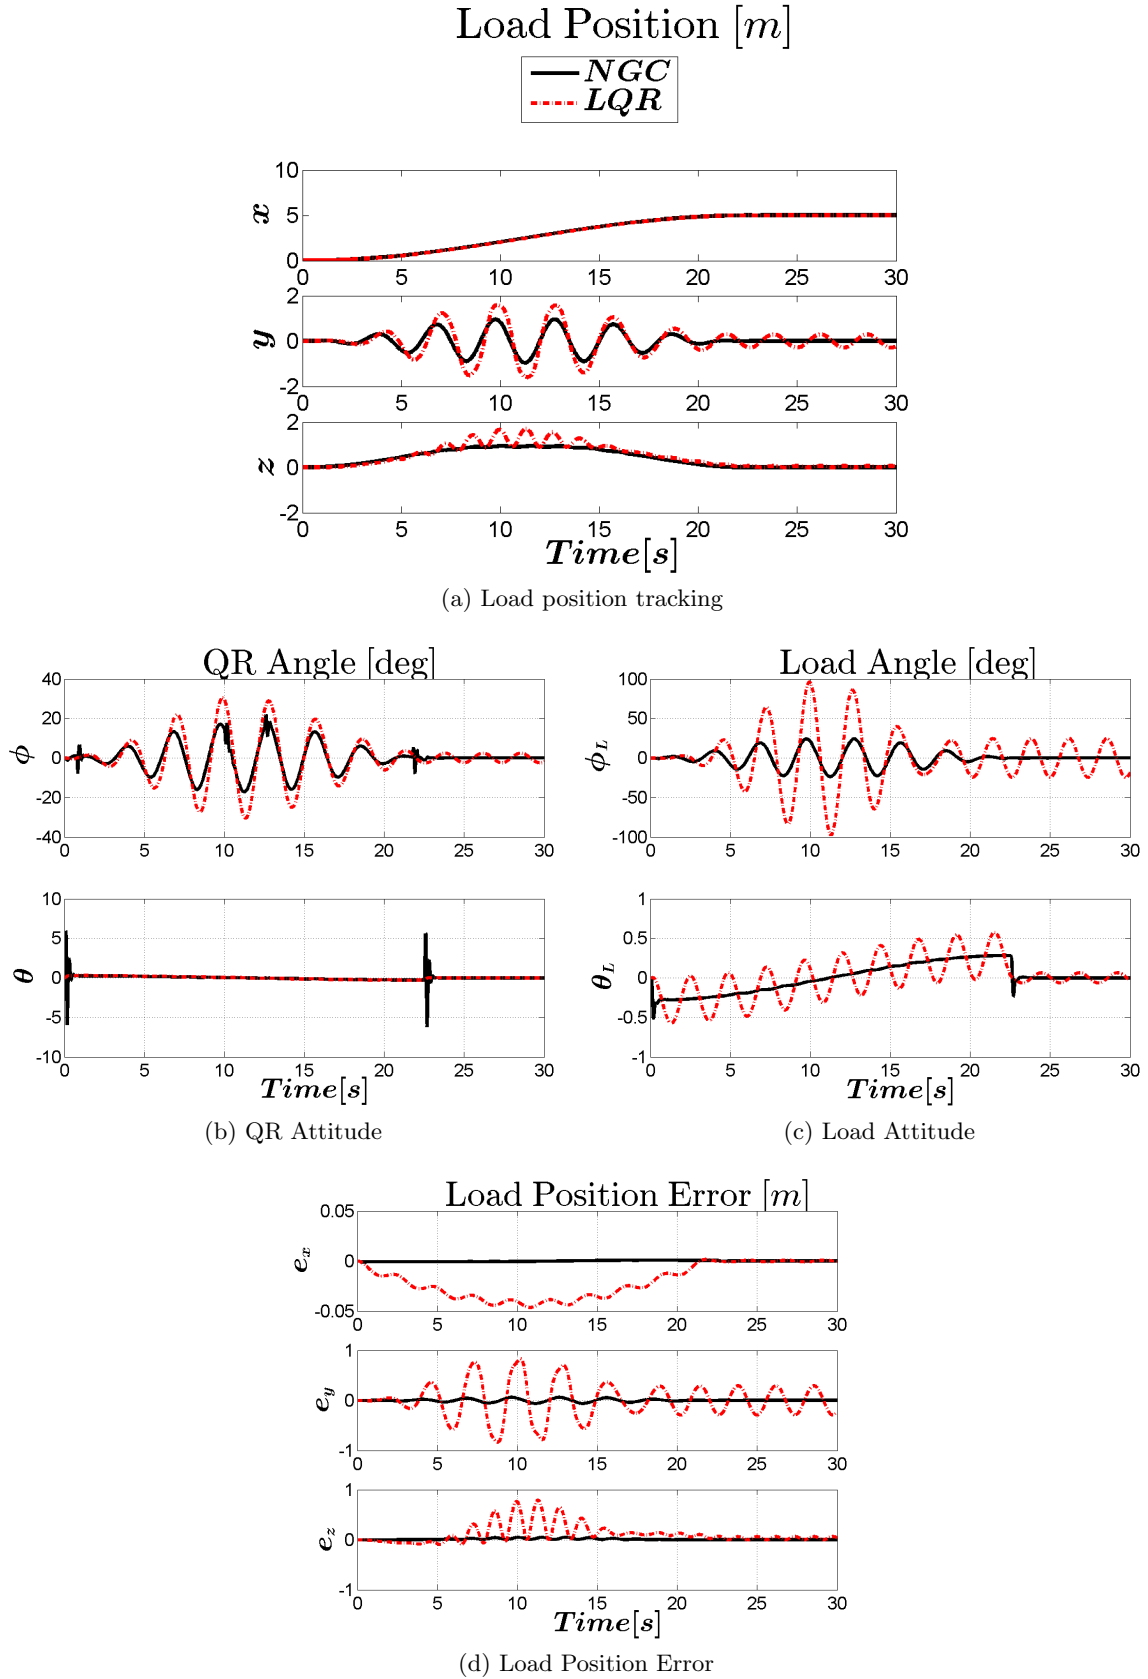 Load Position [m]
NGC
LQR
10
x
5
0
0 5 10 15 20 25 30
2
y
0
-2
0 5 10 15 20 25 30
2
z
0
-2
0 5 10 15 20 25 30
Time[s]
(a) Load position tracking
QR Angle [deg]
40
20
ϕ
0
-20
-40
0 5 10 15 20 25 30
10
5
θ
0
-5
-10
0 5 10 15 20 25 30
Time[s]
(b) QR Attitude
Load Angle [deg]
100
50
ϕL
0
-50
-100
0 5 10 15 20 25 30
1
0.5
θL
0
-0.5
-1
0 5 10 15 20 25 30
Time[s]
(c) Load Attitude
Load Position Error [m]
0.05
ex
0
-0.05
0 5 10 15 20 25 30
1
ey
0
-1
0 5 10 15 20 25 30
1
ez
0
-1
0 5 10 15 20 25 30
Time[s]
(d) Load Position Error